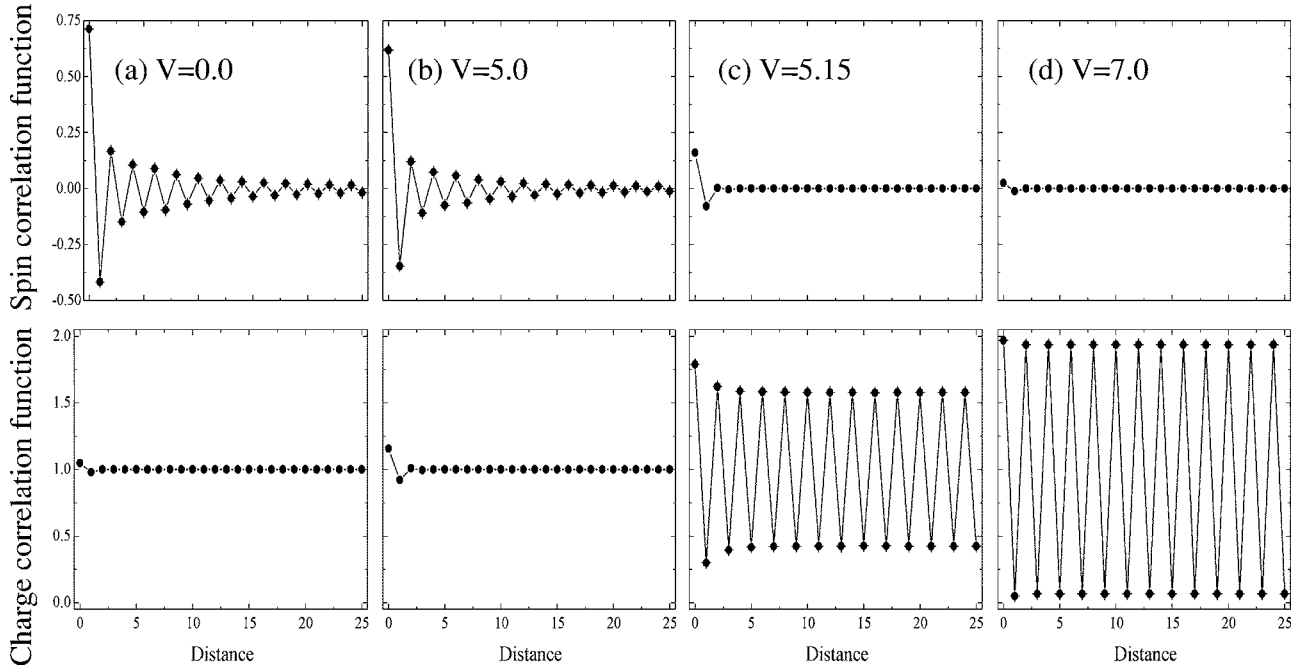 Spin correlation function
0.75
0.50
0.25
0.00
-0.25
-0.50
(a) V=0.0
(b) V=5.0
(c) V=5.15
(d) V=7.0
Charge correlation function
2.0
1.5
1.0
0.5
0.0
0 5 10 15 20 25
0 5 10 15 20 25
0 5 10 15 20 25
0 5 10 15 20 25
Distance
Distance
Distance
Distance